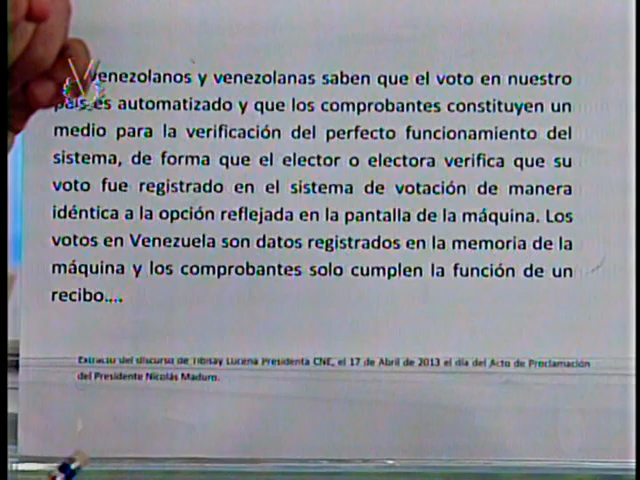 venezolanos y venezolanas saben que el voto en nuestro
país es automatizado y que los comprobantes constituyen un
medio para la verificación del perfecto funcionamiento del
sistema, de forma que el elector o electora verifica que su
voto fue registrado en el sistema de votación de manera
idéntica a la opción reflejada en la pantalla de la máquina. Los
votos en Venezuela son datos registrados en la memoria de la
máquina y los comprobantes solo cumplen la función de un
recibo....
Extracto del discurso de Tibisay Lucena Presidenta CNE, el 17 de Abril de 2013 el día del Acto de Proclamación
del Presidente Nicolás Maduro.